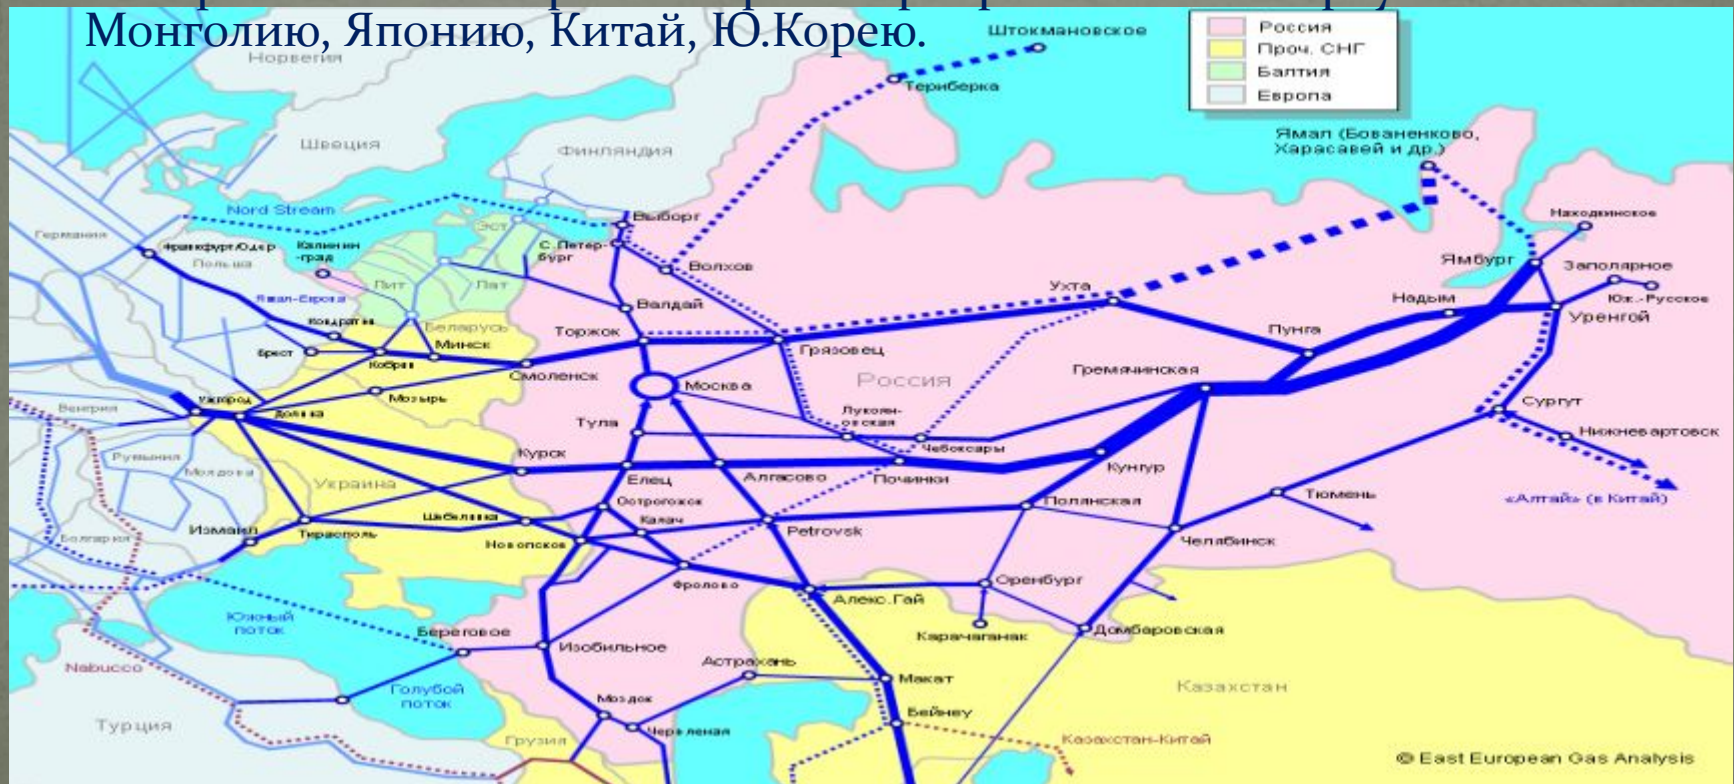 Монголию, Японию, Китай, Ю.Корею.
Штокмановское
Россия
Проч. СНГ
Балтия
Европа
Норвегия
Териберка
Ямал (Бованенково,
Харасавей и др.)
Швеция
Финляндия
Nord Stream
Выборг
Находкинское
Германия
Франкфурт/Одер
Калинин
-град
Эст
С.Петер-
бург
Польша
Волхов
Ямбург
Заполярное
Лит
Лат
Ухта
Надым
Юж.-Русское
Ямал-Европа
Валдай
Уренгой
Кондратки
Беларусь
Торжок
Пунга
Брест
Кобрин
Минск
Грязовец
Смоленск
Россия
Гремячинская
Москва
Ужгород
Долина
Мозырь
Венгрия
Тула
Лукоян-
овская
Сургут
Чебоксары
Нижневартовск
Румыния
Молдова
Курск
Елец
Алгасово
Починки
Кунгур
Украина
Острогожск
Полянская
Тюмень
«Алтай» (в Китай)
Измаил
Тирасполь
Шебелинка
Калач
Petrovsk
Болгария
Новопсков
Челябинск
Фролово
Алекс.Гай
Оренбург
Южный
поток
Береговое
Изобильное
Карачаганак
Домбаровская
Nabucco
Астрахань
Макат
Казахстан
Голубой
поток
Моздок
Бейнеу
Турция
Грузия
Червленая
Казахстан-Китай
© East European Gas Analysis